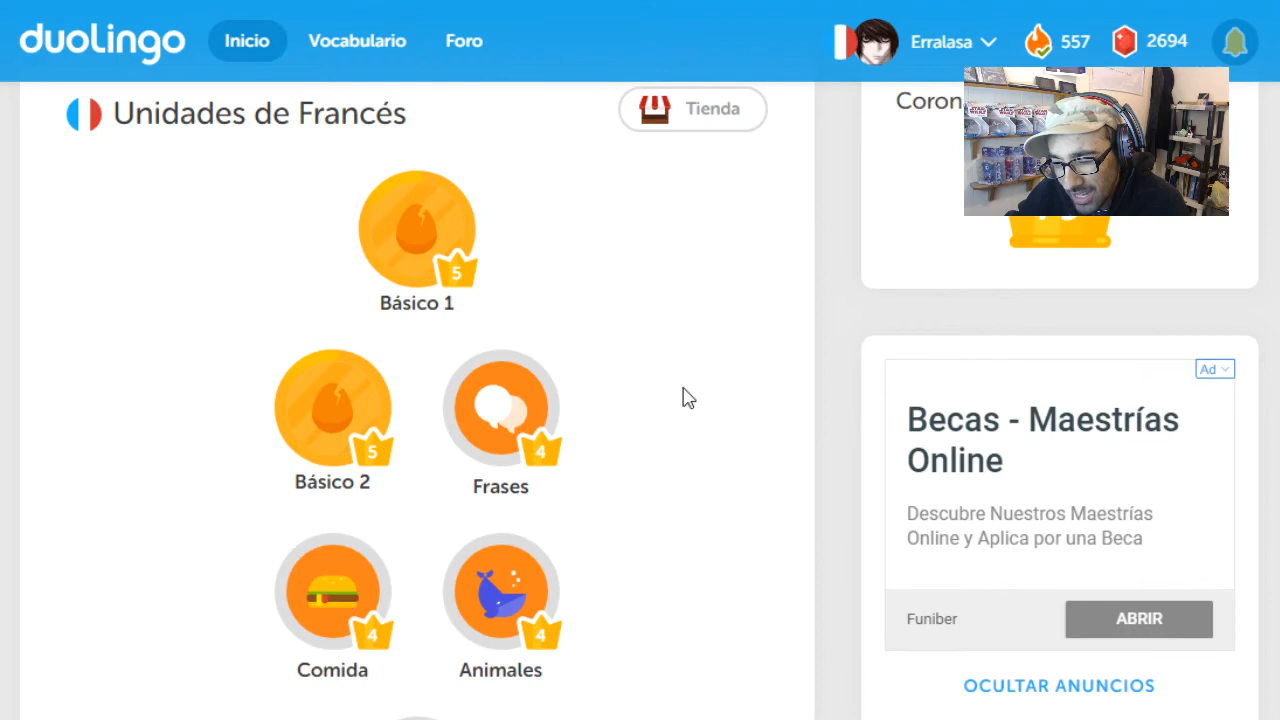 duolingo
Inicio
Vocabulario
Foro
Erralasa
557
2694
Unidades de Francés
Tienda
5
Básico 1
5
Básico 2
4
Frases
4
Comida
4
Animales
Coron
Ad
Becas - Maestrías
Online
Descubre Nuestros Maestrías
Online y Aplica por una Beca
Funiber
ABRIR
OCULTAR ANUNCIOS